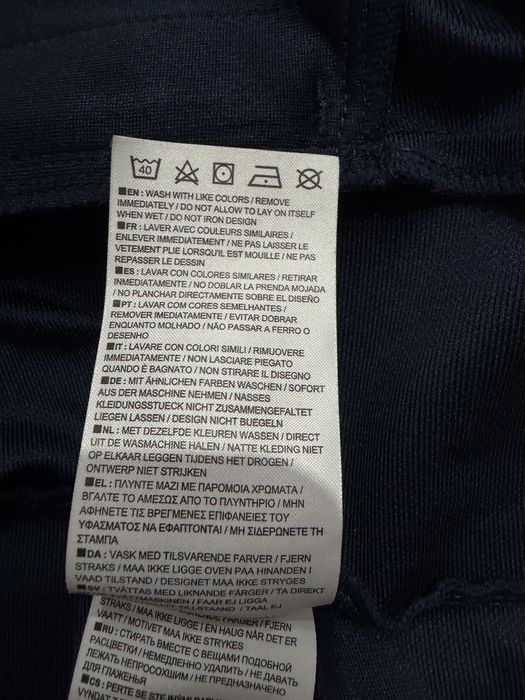 40
■EN : WASH WITH LIKE COLORS / REMOVE
IMMEDIATELY / DO NOT ALLOW TO LAY ON ITSELF
WHEN WET / DO NOT IRON DESIGN
■FR : LAVER AVEC COULEURS SIMILAIRES /
ENLEVER IMMEDIATEMENT / NE PAS LAISSER LE
VETEMENT PLIE LORSQU'IL EST MOUILLE / NE PAS
REPASSER LE DESSIN
■ES : LAVAR CON COLORES SIMILARES / RETIRAR
INMEDIATAMENTE / NO DOBLAR LA PRENDA MOJADA
/ NO PLANCHAR DIRECTAMENTE SOBRE EL DISEÑO
■PT : LAVAR COM CORES SEMELHANTES /
REMOVER IMEDIATAMENTE / EVITAR DOBRAR
ENQUANTO MOLHADO / NÃO PASSAR A FERRO O
DESENHO
■IT : LAVARE CON COLORI SIMILI / RIMUOVERE
IMMEDIATAMENTE / NON LASCIARE PIEGATO
QUANDO È BAGNATO / NON STIRARE IL DISEGNO
■DE : MIT ÄHNLICHEN FARBEN WASCHEN / SOFORT
AUS DER MASCHINE NEHMEN / NASSES
KLEIDUNGSSTUECK NICHT ZUSAMMENGEFALTET
LIEGEN LASSEN / DESIGN NICHT BUEGELN
■NL : MET DEZELFDE KLEUREN WASSEN / DIRECT
UIT DE WASMACHINE HALEN / NATTE KLEDING NIET
OP ELKAAR LEGGEN TIJDENS HET DROGEN /
ONTWERP NIET STRIJKEN
■EL : ΠΛΥΝΤΕ ΜΑΖΙ ΜΕ ΠΑΡΟΜΟΙΑ ΧΡΩΜΑΤΑ /
ΒΓΑΛΤΕ ΤΟ ΑΜΕΣΩΣ ΑΠΟ ΤΟ ΠΛΥΝΤΗΡΙΟ / ΜΗΝ
ΑΦΗΝΕΤΕ ΤΙΣ ΒΡΕΓΜΕΝΕΣ ΕΠΙΦΑΝΕΙΕΣ ΤΟΥ
ΥΦΑΣΜΑΤΟΣ ΝΑ ΕΦΑΠΤΟΝΤΑΙ / ΜΗ ΣΙΔΕΡΩΝΕΤΕ ΤΗ
ΣΤΑΜΠΑ
■DA : VASK MED TILSVARENDE FARVER / FJERN
STRAKS / MAA IKKE LIGGE OVEN PAA HINANDEN I
VAAD TILSTAND / DESIGNET MAA IKKE STRYGES
■SV : TVÄTTAS MED LIKNANDE FÄRGER / TA DIREKT
FAAR EJ LIGGA
FARGER / FJERN
STRAKS / MAA IKKE LIGGE I EN HAUG NÅR DET ER
VAATT / MOTIVET MAA IKKE STRYKES
■RU : СТИРАТЬ ВМЕСТЕ С ВЕЩАМИ ПОДОБНОЙ
РАСЦВЕТКИ / НЕМЕДЛЕННО УДАЛИТЬ / НЕ ДАВАТЬ
ЛЕЖАТЬ НЕПРОСОХШИМ / НЕ ПРЕДНАЗНАЧЕНО
ДЛЯ ГЛАЖЕНЬЯ
■CS : PERTE SE